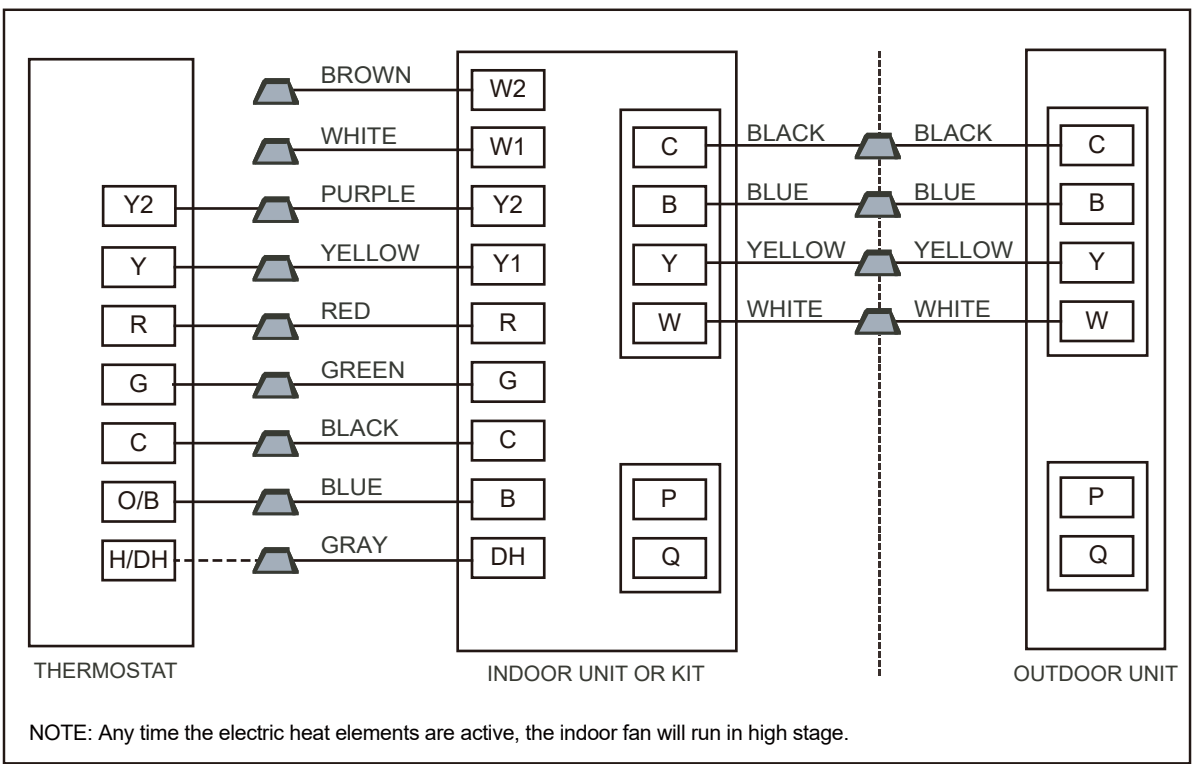 BROWN
W2
WHITE
W1
C
BLACK
BLACK
C
Y2
PURPLE
Y2
B
BLUE
BLUE
B
Y
YELLOW
Y1
Y
YELLOW
YELLOW
Y
R
RED
R
W
WHITE
WHITE
W
G
GREEN
G
C
BLACK
C
O/B
BLUE
B
P
P
H/DH
GRAY
DH
Q
Q
THERMOSTAT
INDOOR UNIT OR KIT
OUTDOOR UNIT
NOTE: Any time the electric heat elements are active, the indoor fan will run in high stage.